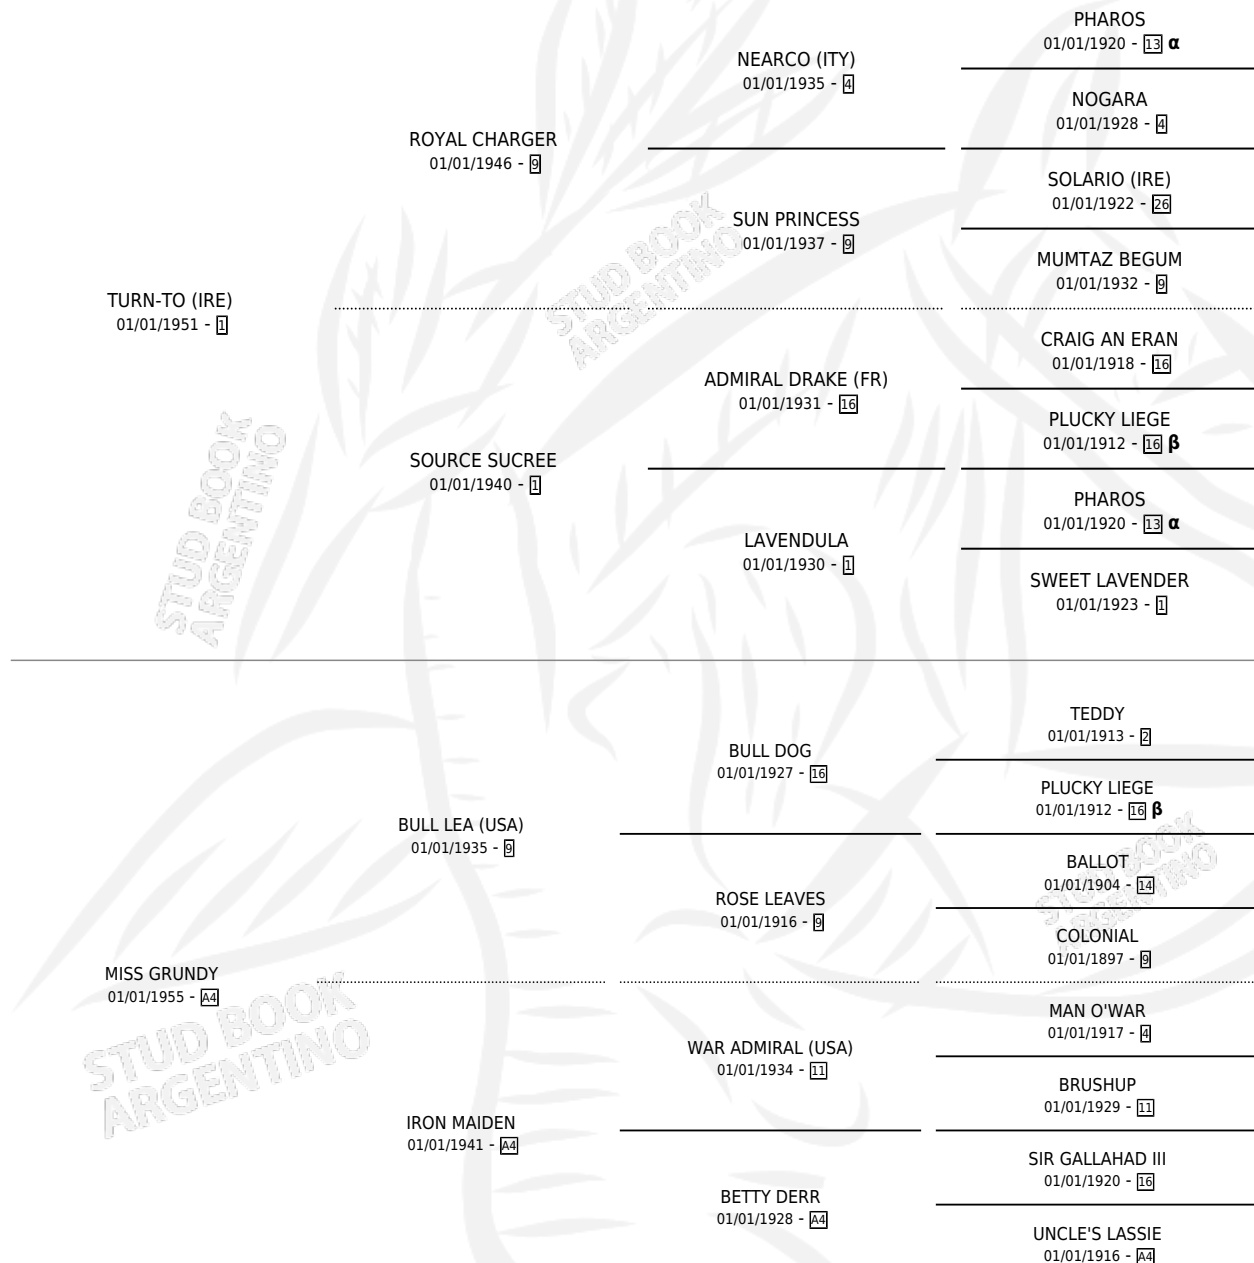 PHAROS
01/01/1920 - 13 α
NEARCO (ITY)
01/01/1935 - 4
NOGARA
01/01/1928 - 4
ROYAL CHARGER
01/01/1946 - 9
SOLARIO (IRE)
01/01/1922 - 26
SUN PRINCESS
01/01/1937 - 9
MUMTAZ BEGUM
01/01/1932 - 9
TURN-TO (IRE)
01/01/1951 - 1
CRAIG AN ERAN
01/01/1918 - 16
ADMIRAL DRAKE (FR)
01/01/1931 - 16
PLUCKY LIEGE
01/01/1912 - 16 β
SOURCE SUCREE
01/01/1940 - 1
PHAROS
01/01/1920 - 13 α
LAVENDULA
01/01/1930 - 1
SWEET LAVENDER
01/01/1923 - 1
TEDDY
01/01/1913 - 2
BULL DOG
01/01/1927 - 16
PLUCKY LIEGE
01/01/1912 - 16 β
BULL LEA (USA)
01/01/1935 - 9
BALLOT
01/01/1904 - 14
ROSE LEAVES
01/01/1916 - 9
COLONIAL
01/01/1897 - 9
MISS GRUNDY
01/01/1955 - A4
MAN O'WAR
01/01/1917 - 4
WAR ADMIRAL (USA)
01/01/1934 - 11
BRUSHUP
01/01/1929 - 11
IRON MAIDEN
01/01/1941 - A4
SIR GALLAHAD III
01/01/1920 - 16
BETTY DERR
01/01/1928 - A4
UNCLE'S LASSIE
01/01/1916 - A4
STUD BOOK
ARGENTINO
STUD BOOK
ARGENTINO
STUD BOOK
ARGENTINO
STUD BOOK
ARGENTINO